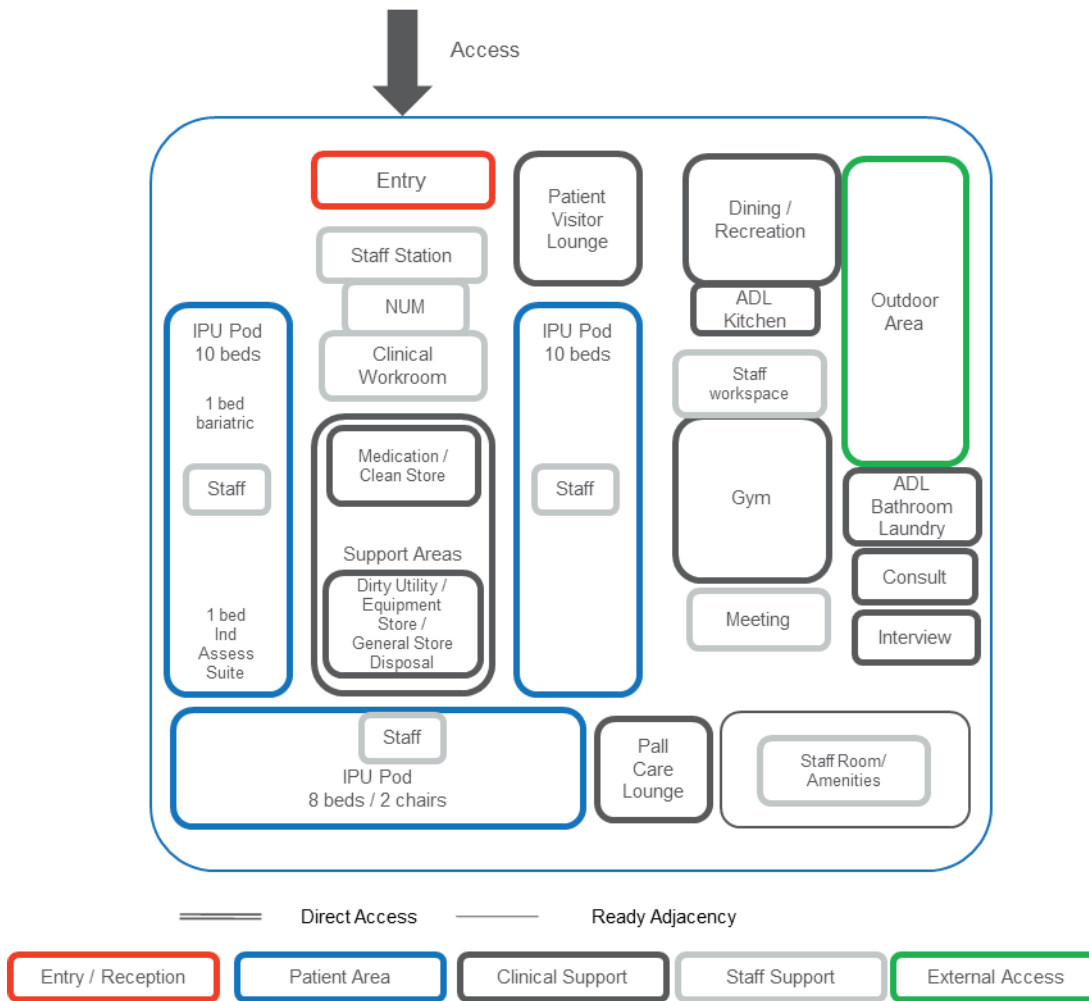 Access
Entry
Patient
Visitor
Lounge
Dining /
Recreation
Staff Station
NUM
Clinical
Workroom
ADL
Kitchen
Outdoor
Area
IPU Pod
10 beds
1 bed
bariatric
Staff
1 bed
Ind
Assess
Suite
Medication /
Clean Store
Support Areas
Dirty Utility /
Equipment
Store /
General Store
Disposal
IPU Pod
10 beds
Staff
Staff
workspace
Gym
Meeting
ADL
Bathroom
Laundry
Consult
Interview
Staff
IPU Pod
8 beds / 2 chairs
Pall
Care
Lounge
Staff Room/
Amenities
Direct Access
Ready Adjacency
Entry / Reception
Patient Area
Clinical Support
Staff Support
External Access